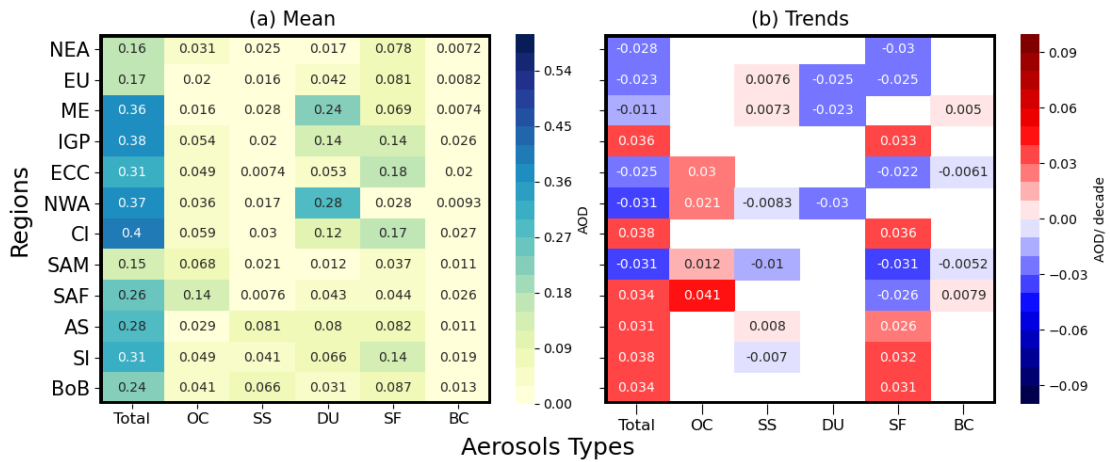 (a) Mean
(b) Trends
Regions
NEA 0.16 0.031 0.025 0.017 0.078 0.0072
EU 0.17 0.02 0.016 0.042 0.081 0.0082
ME 0.36 0.016 0.028 0.24 0.069 0.0074
IGP 0.38 0.054 0.02 0.14 0.14 0.026
ECC 0.31 0.049 0.0074 0.053 0.18 0.02
NWA 0.37 0.036 0.017 0.28 0.028 0.0093
CI 0.4 0.059 0.03 0.12 0.17 0.027
SAM 0.15 0.068 0.021 0.012 0.037 0.011
SAF 0.26 0.14 0.0076 0.043 0.044 0.026
AS 0.28 0.029 0.081 0.08 0.082 0.011
SI 0.31 0.049 0.041 0.066 0.14 0.019
BoB 0.24 0.041 0.066 0.031 0.087 0.013
Total OC SS DU SF BC
0.54
0.45
0.36
0.27
0.18
0.09
0.00
AOD
-0.028 -0.03
-0.023 0.0076 -0.025 -0.025
-0.011 0.0073 -0.023 0.005
0.036 0.033
-0.025 0.03 -0.022 -0.0061
-0.031 0.021 -0.0083 -0.03
0.038 0.036
-0.031 0.012 -0.01 -0.031 -0.0052
0.034 0.041 -0.026 0.0079
0.031 0.008 0.026
0.038 -0.007 0.032
0.034 0.031
Total OC SS DU SF BC
0.09
0.06
0.03
0.00
−0.03
−0.06
−0.09
AOD/ decade
Aerosols Types